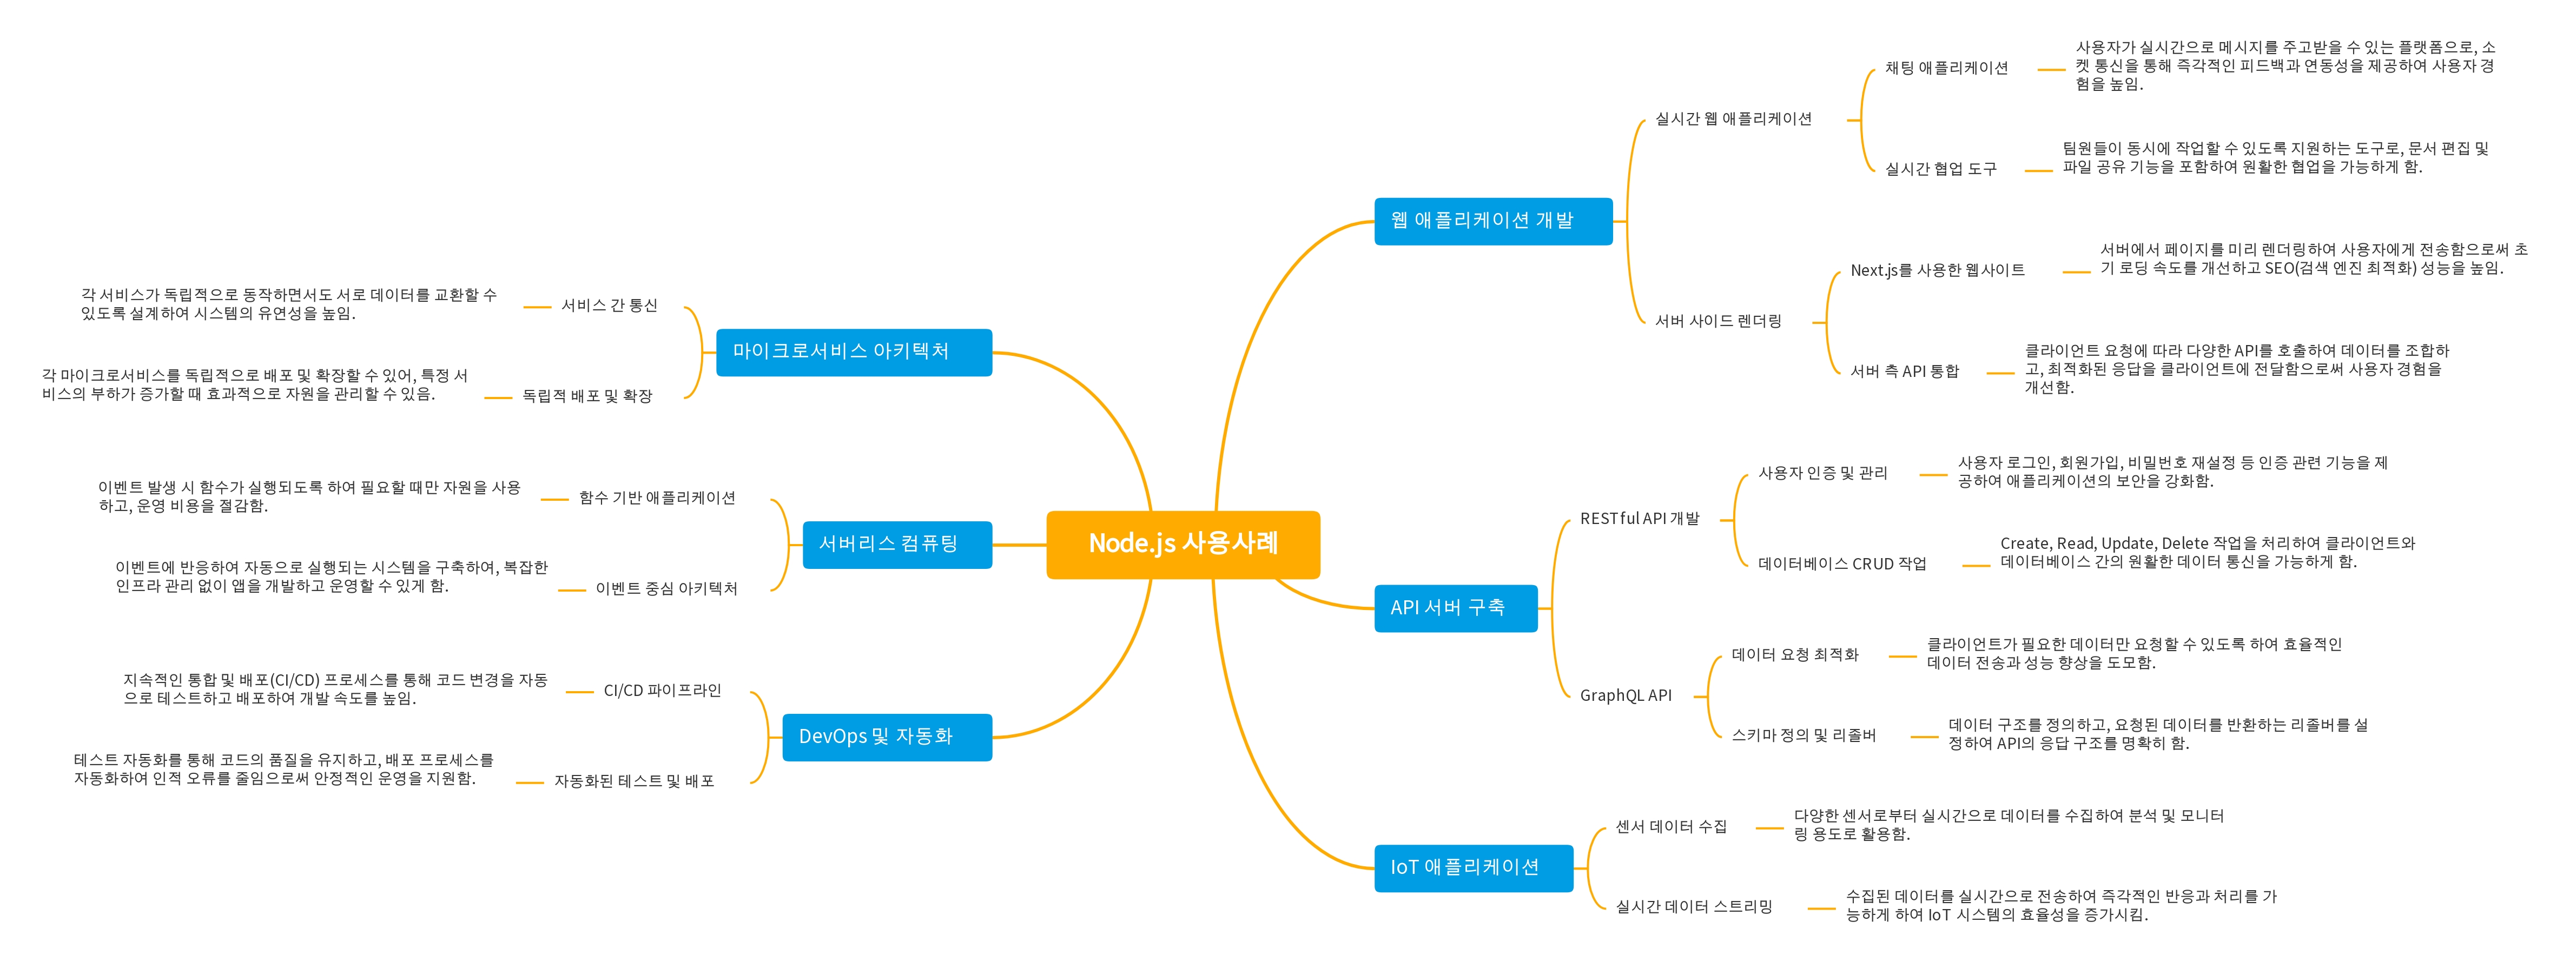 Node.js 사용사례
웹 애플리케이션 개발
실시간 웹 애플리케이션
채팅 애플리케이션
사용자가 실시간으로 메시지를 주고받을 수 있는 플랫폼으로, 소
켓 통신을 통해 즉각적인 피드백과 연동성을 제공하여 사용자 경
험을 높임.
실시간 협업 도구
팀원들이 동시에 작업할 수 있도록 지원하는 도구로, 문서 편집 및
파일 공유 기능을 포함하여 원활한 협업을 가능하게 함.
서버 사이드 렌더링
Next.js를 사용한 웹사이트
서버에서 페이지를 미리 렌더링하여 사용자에게 전송함으로써 초
기 로딩 속도를 개선하고 SEO(검색 엔진 최적화) 성능을 높임.
서버 측 API 통합
클라이언트 요청에 따라 다양한 API를 호출하여 데이터를 조합하
고, 최적화된 응답을 클라이언트에 전달함으로써 사용자 경험을
개선함.
API 서버 구축
RESTful API 개발
사용자 인증 및 관리
사용자 로그인, 회원가입, 비밀번호 재설정 등 인증 관련 기능을 제
공하여 애플리케이션의 보안을 강화함.
데이터베이스 CRUD 작업
Create, Read, Update, Delete 작업을 처리하여 클라이언트와
데이터베이스 간의 원활한 데이터 통신을 가능하게 함.
GraphQL API
데이터 요청 최적화
클라이언트가 필요한 데이터만 요청할 수 있도록 하여 효율적인
데이터 전송과 성능 향상을 도모함.
스키마 정의 및 리졸버
데이터 구조를 정의하고, 요청된 데이터를 반환하는 리졸버를 설
정하여 API의 응답 구조를 명확히 함.
IoT 애플리케이션
센서 데이터 수집
다양한 센서로부터 실시간으로 데이터를 수집하여 분석 및 모니터
링 용도로 활용함.
실시간 데이터 스트리밍
수집된 데이터를 실시간으로 전송하여 즉각적인 반응과 처리를 가
능하게 하여 IoT 시스템의 효율성을 증가시킴.
마이크로서비스 아키텍처
서비스 간 통신
각 서비스가 독립적으로 동작하면서도 서로 데이터를 교환할 수
있도록 설계하여 시스템의 유연성을 높임.
독립적 배포 및 확장
각 마이크로서비스를 독립적으로 배포 및 확장할 수 있어, 특정 서
비스의 부하가 증가할 때 효과적으로 자원을 관리할 수 있음.
서버리스 컴퓨팅
함수 기반 애플리케이션
이벤트 발생 시 함수가 실행되도록 하여 필요할 때만 자원을 사용
하고, 운영 비용을 절감함.
이벤트 중심 아키텍처
이벤트에 반응하여 자동으로 실행되는 시스템을 구축하여, 복잡한
인프라 관리 없이 앱을 개발하고 운영할 수 있게 함.
DevOps 및 자동화
CI/CD 파이프라인
지속적인 통합 및 배포(CI/CD) 프로세스를 통해 코드 변경을 자동
으로 테스트하고 배포하여 개발 속도를 높임.
자동화된 테스트 및 배포
테스트 자동화를 통해 코드의 품질을 유지하고, 배포 프로세스를
자동화하여 인적 오류를 줄임으로써 안정적인 운영을 지원함.